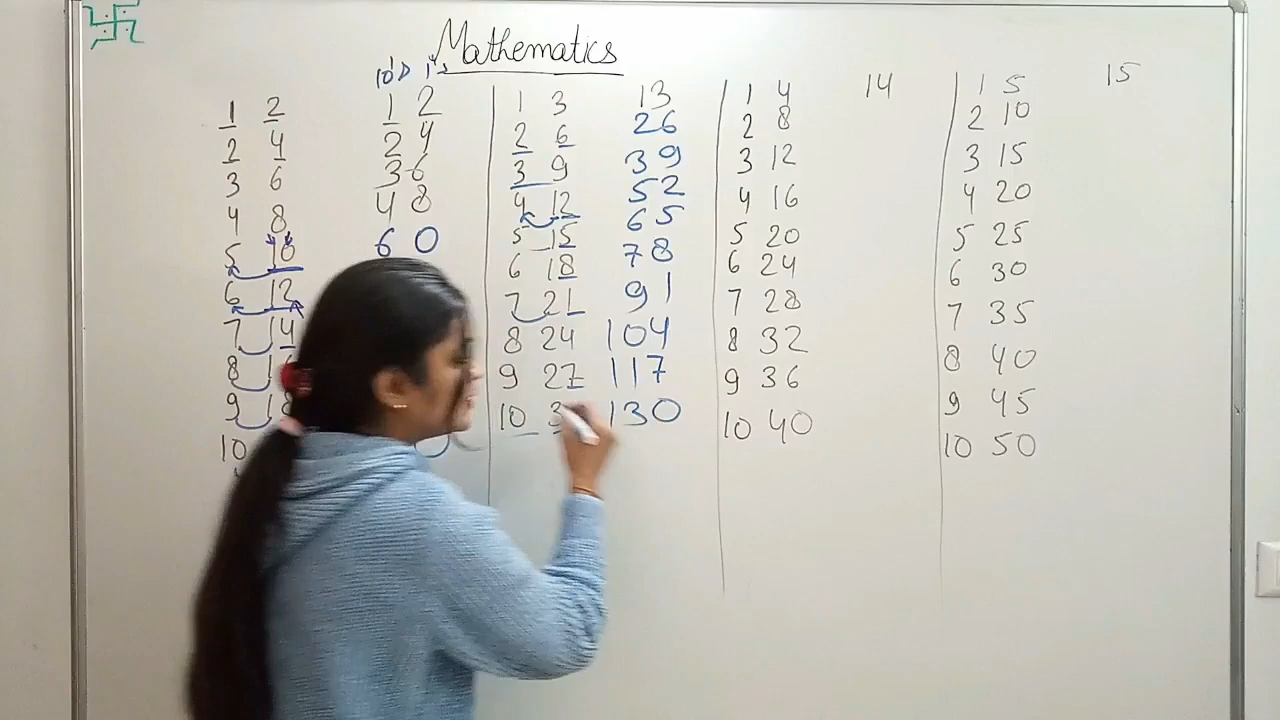 Mathematics
10's 1's
1 2 1 2 1 3 13 1 4 14 1 5 15
2 4 2 4 2 6 26 2 8 2 10
3 6 3 6 3 9 39 3 12 3 15
4 8 4 8 4 12 52 4 16 4 20
5 10 6 0 5 15 65 5 20 5 25
6 12 6 18 78 6 24 6 30
7 14 7 21 91 7 28 7 35
8 8 24 104 8 32 8 40
9 9 27 117 9 36 9 45
10 10 3 130 10 40 10 50